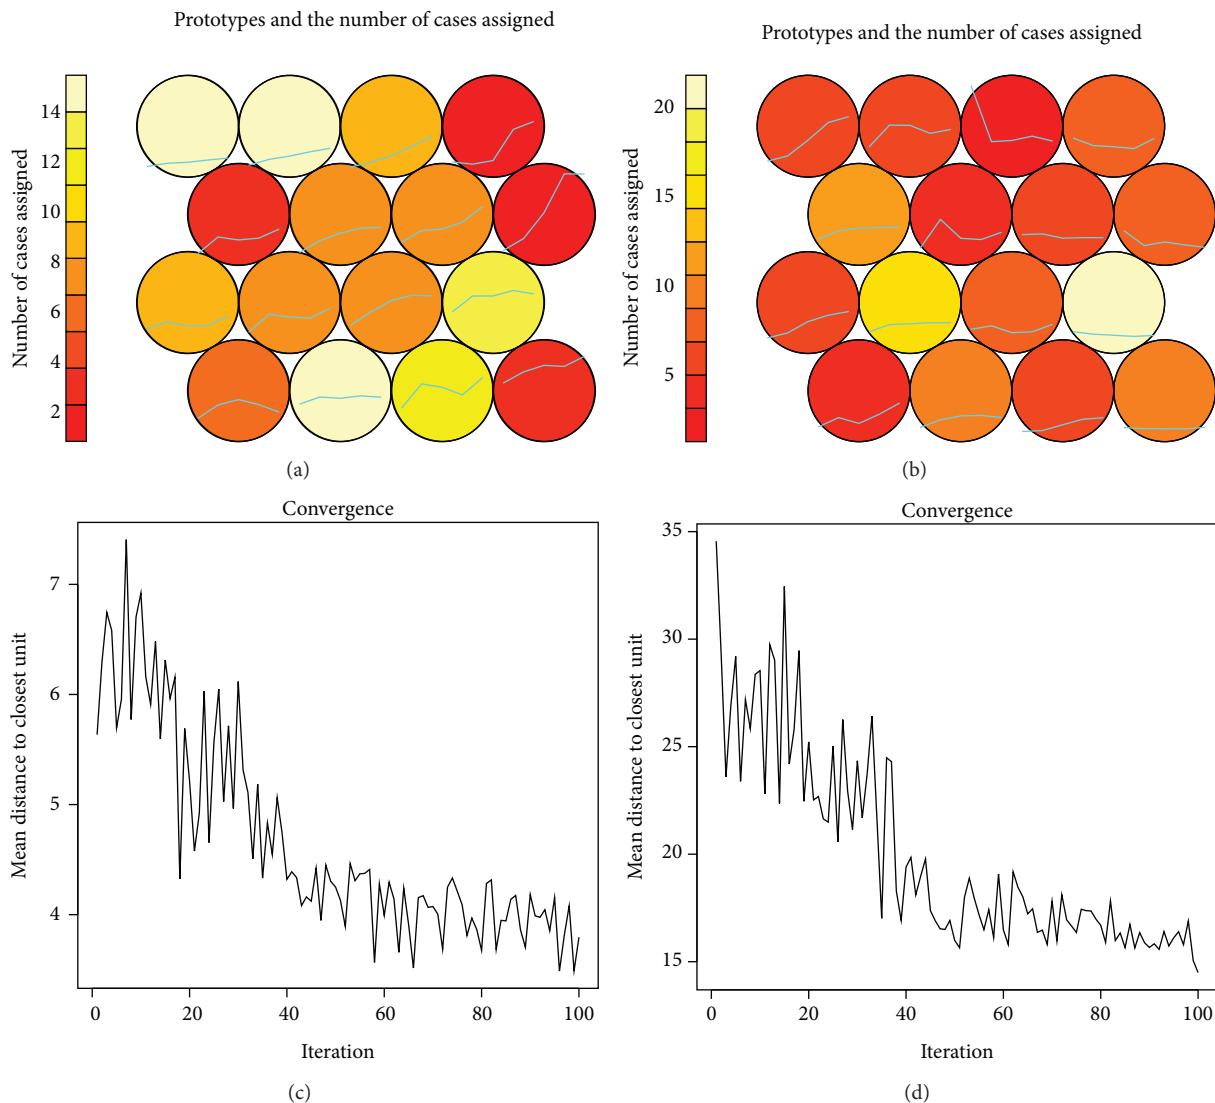 Prototypes and the number of cases assigned
Number of cases assigned
14
12
10
8
6
4
2
(a)
Prototypes and the number of cases assigned
Number of cases assigned
20
15
10
5
(b)
Convergence
Mean distance to closest unit
7
6
5
4
0 20 40 60 80 100
Iteration
(c)
Convergence
Mean distance to closest unit
35
30
25
20
15
0 20 40 60 80 100
Iteration
(d)